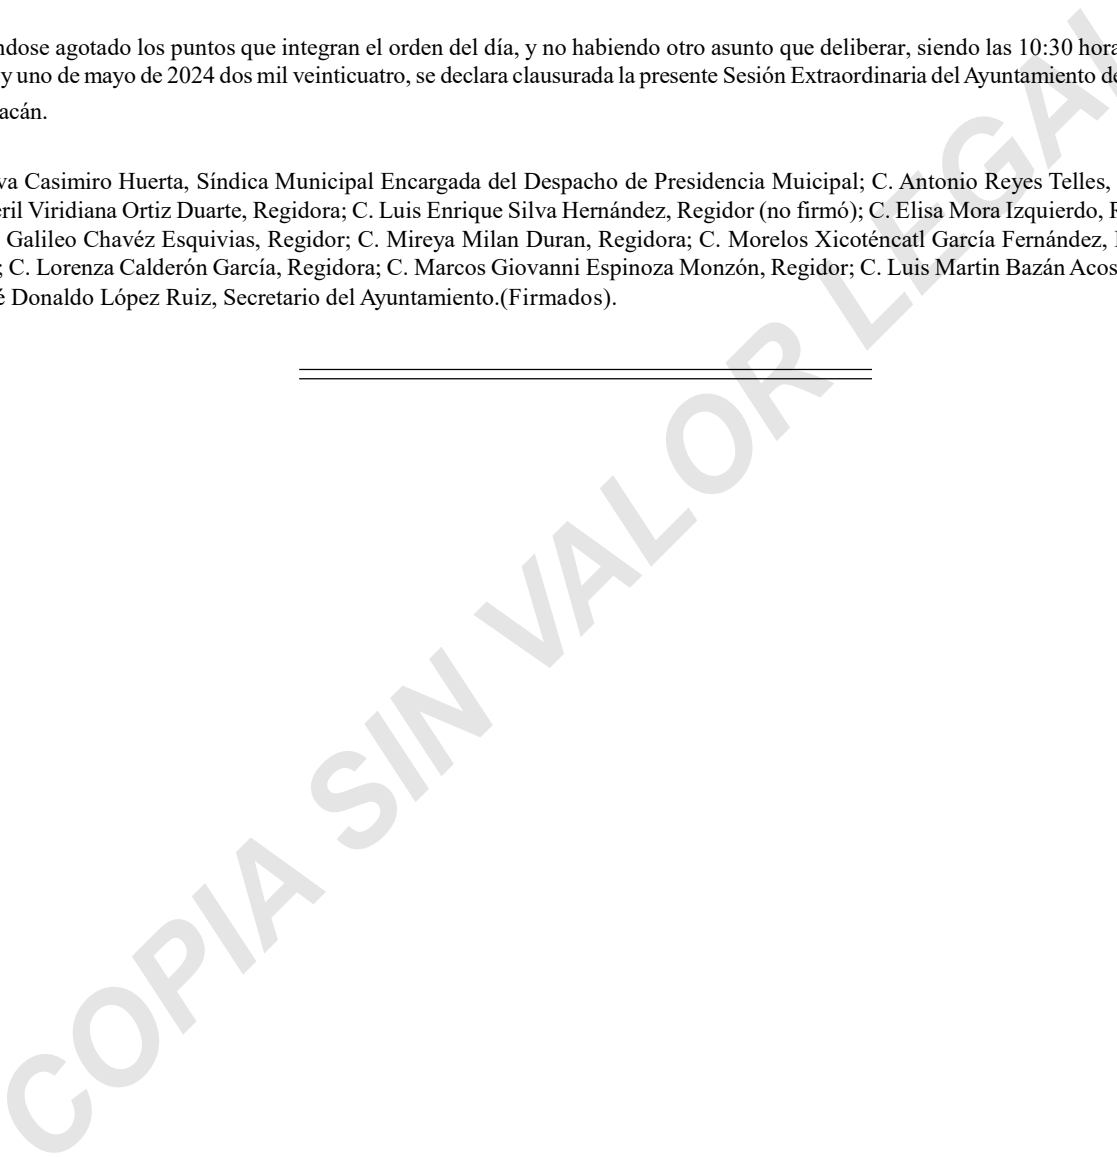 ndose agotado los puntos que integran el orden del día, y no habiendo otro asunto que deliberar, siendo las 10:30 hora
y uno de mayo de 2024 dos mil veinticuatro, se declara clausurada la presente Sesión Extraordinaria del Ayuntamiento de
acán.
va Casimiro Huerta, Síndica Municipal Encargada del Despacho de Presidencia Muicipal; C. Antonio Reyes Telles,
eril Viridiana Ortiz Duarte, Regidora; C. Luis Enrique Silva Hernández, Regidor (no firmó); C. Elisa Mora Izquierdo,
Galileo Chavéz Esquivias, Regidor; C. Mireya Milan Duran, Regidora; C. Morelos Xicoténcatl García Fernández,
; C. Lorenza Calderón García, Regidora; C. Marcos Giovanni Espinoza Monzón, Regidor; C. Luis Martin Bazán Acos
é Donaldo López Ruiz, Secretario del Ayuntamiento.(Firmados).
COPIA SIN VALOR LEGAL